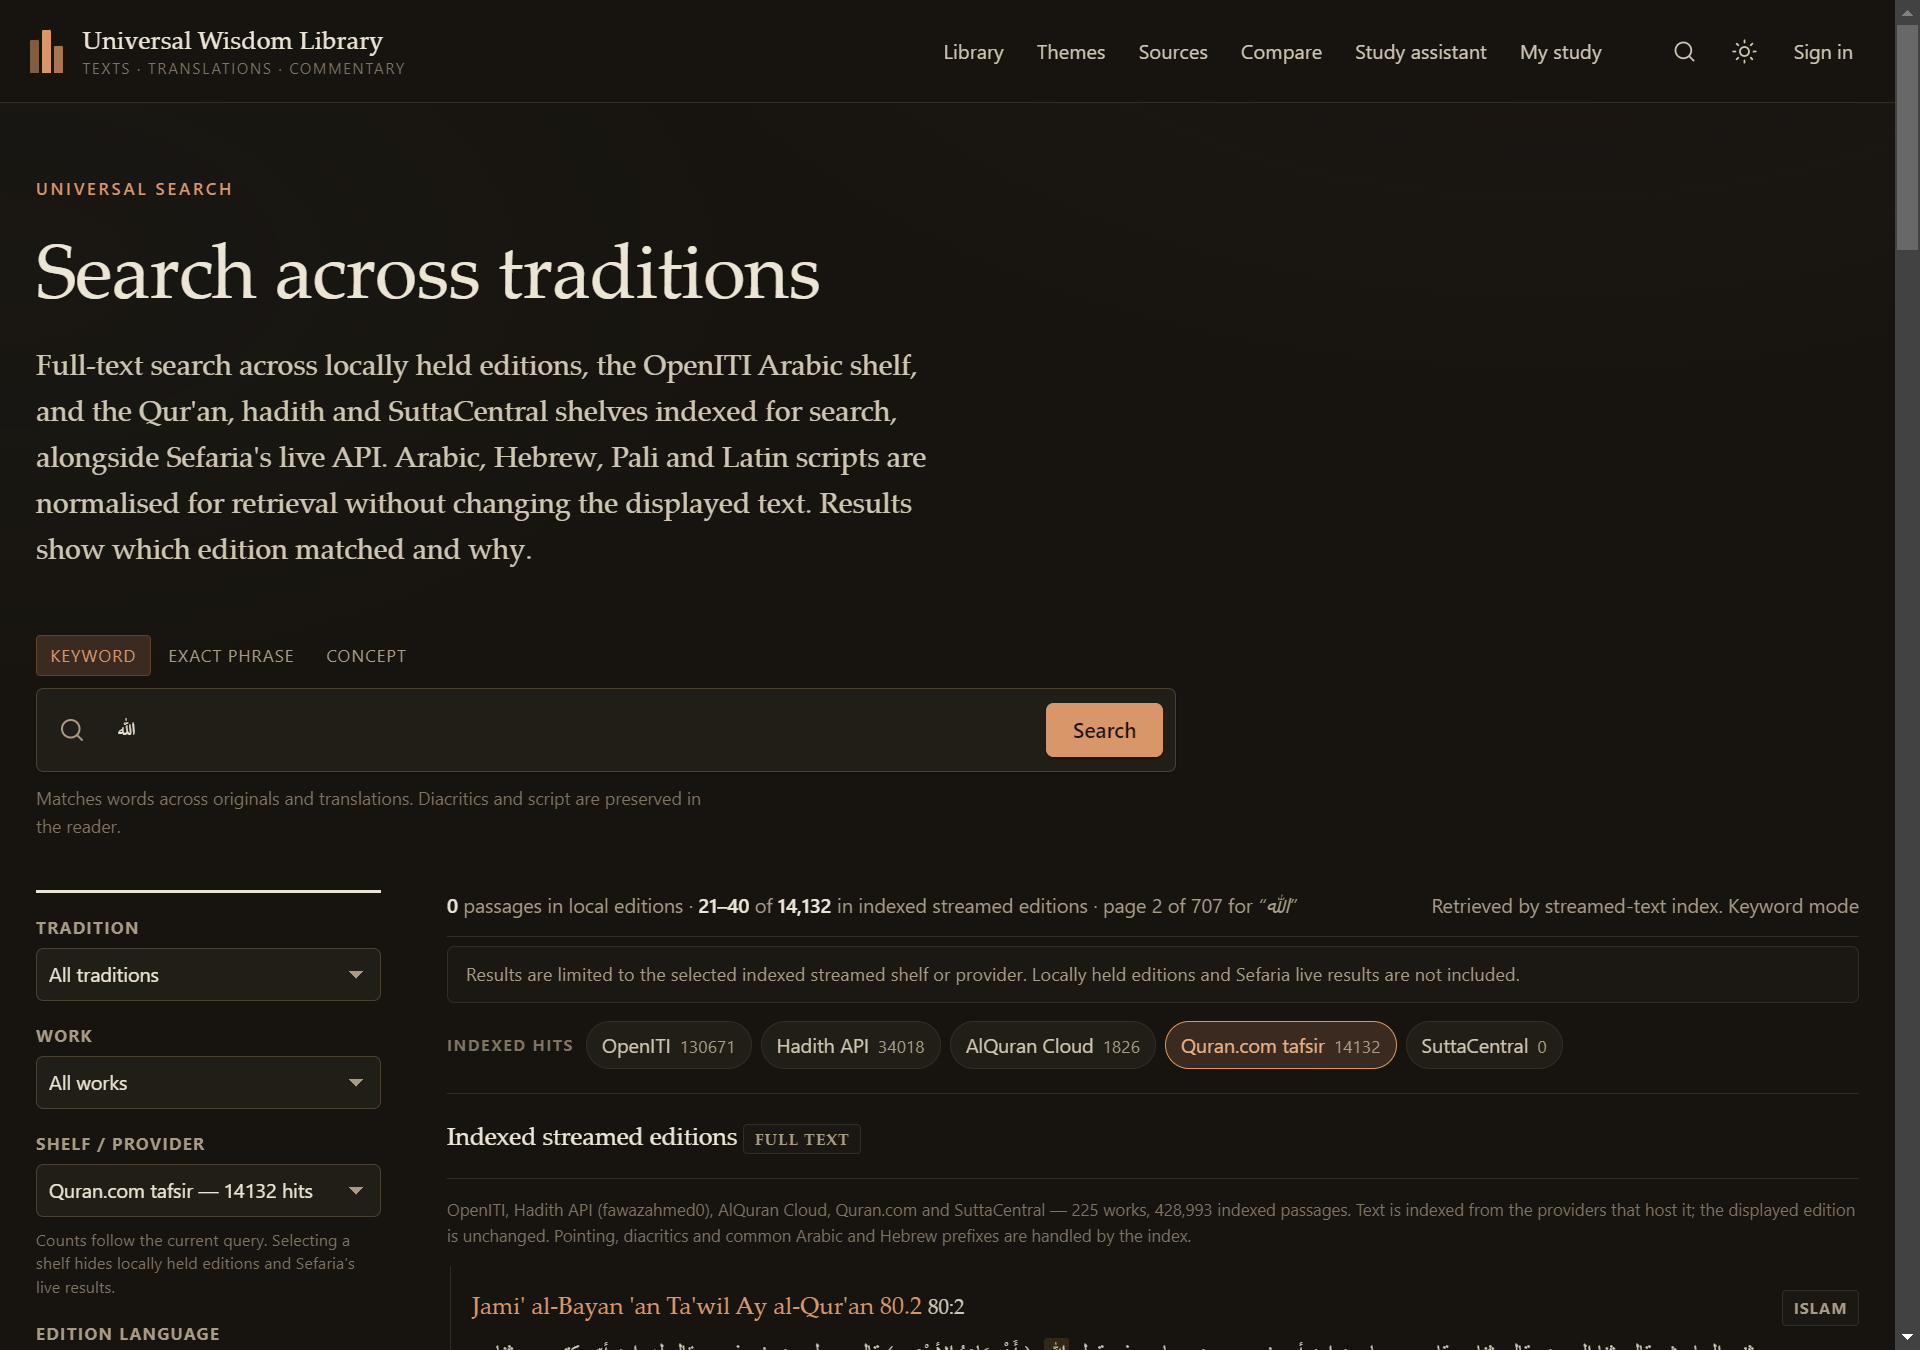 Universal Wisdom Library
TEXTS · TRANSLATIONS · COMMENTARY
Library
Themes
Sources
Compare
Study assistant
My study
Sign in
UNIVERSAL SEARCH
Search across traditions
Full-text search across locally held editions, the OpenITI Arabic shelf,
and the Qur'an, hadith and SuttaCentral shelves indexed for search,
alongside Sefaria's live API. Arabic, Hebrew, Pali and Latin scripts are
normalised for retrieval without changing the displayed text. Results
show which edition matched and why.
KEYWORD
EXACT PHRASE
CONCEPT
الله
Search
Matches words across originals and translations. Diacritics and script are preserved in
the reader.
TRADITION
All traditions
WORK
All works
SHELF / PROVIDER
Quran.com tafsir — 14132 hits
Counts follow the current query. Selecting a
shelf hides locally held editions and Sefaria's
live results.
EDITION LANGUAGE
0 passages in local editions · 21–40 of 14,132 in indexed streamed editions · page 2 of 707 for “الله”
Retrieved by streamed-text index. Keyword mode
Results are limited to the selected indexed streamed shelf or provider. Locally held editions and Sefaria live results are not included.
INDEXED HITS
OpenITI 130671
Hadith API 34018
AlQuran Cloud 1826
Quran.com tafsir 14132
SuttaCentral 0
Indexed streamed editions FULL TEXT
OpenITI, Hadith API (fawazahmed0), AlQuran Cloud, Quran.com and SuttaCentral — 225 works, 428,993 indexed passages. Text is indexed from the providers that host it; the displayed edition
is unchanged. Pointing, diacritics and common Arabic and Hebrew prefixes are handled by the index.
Jami' al-Bayan 'an Ta'wil Ay al-Qur'an 80.2 80:2
ISLAM